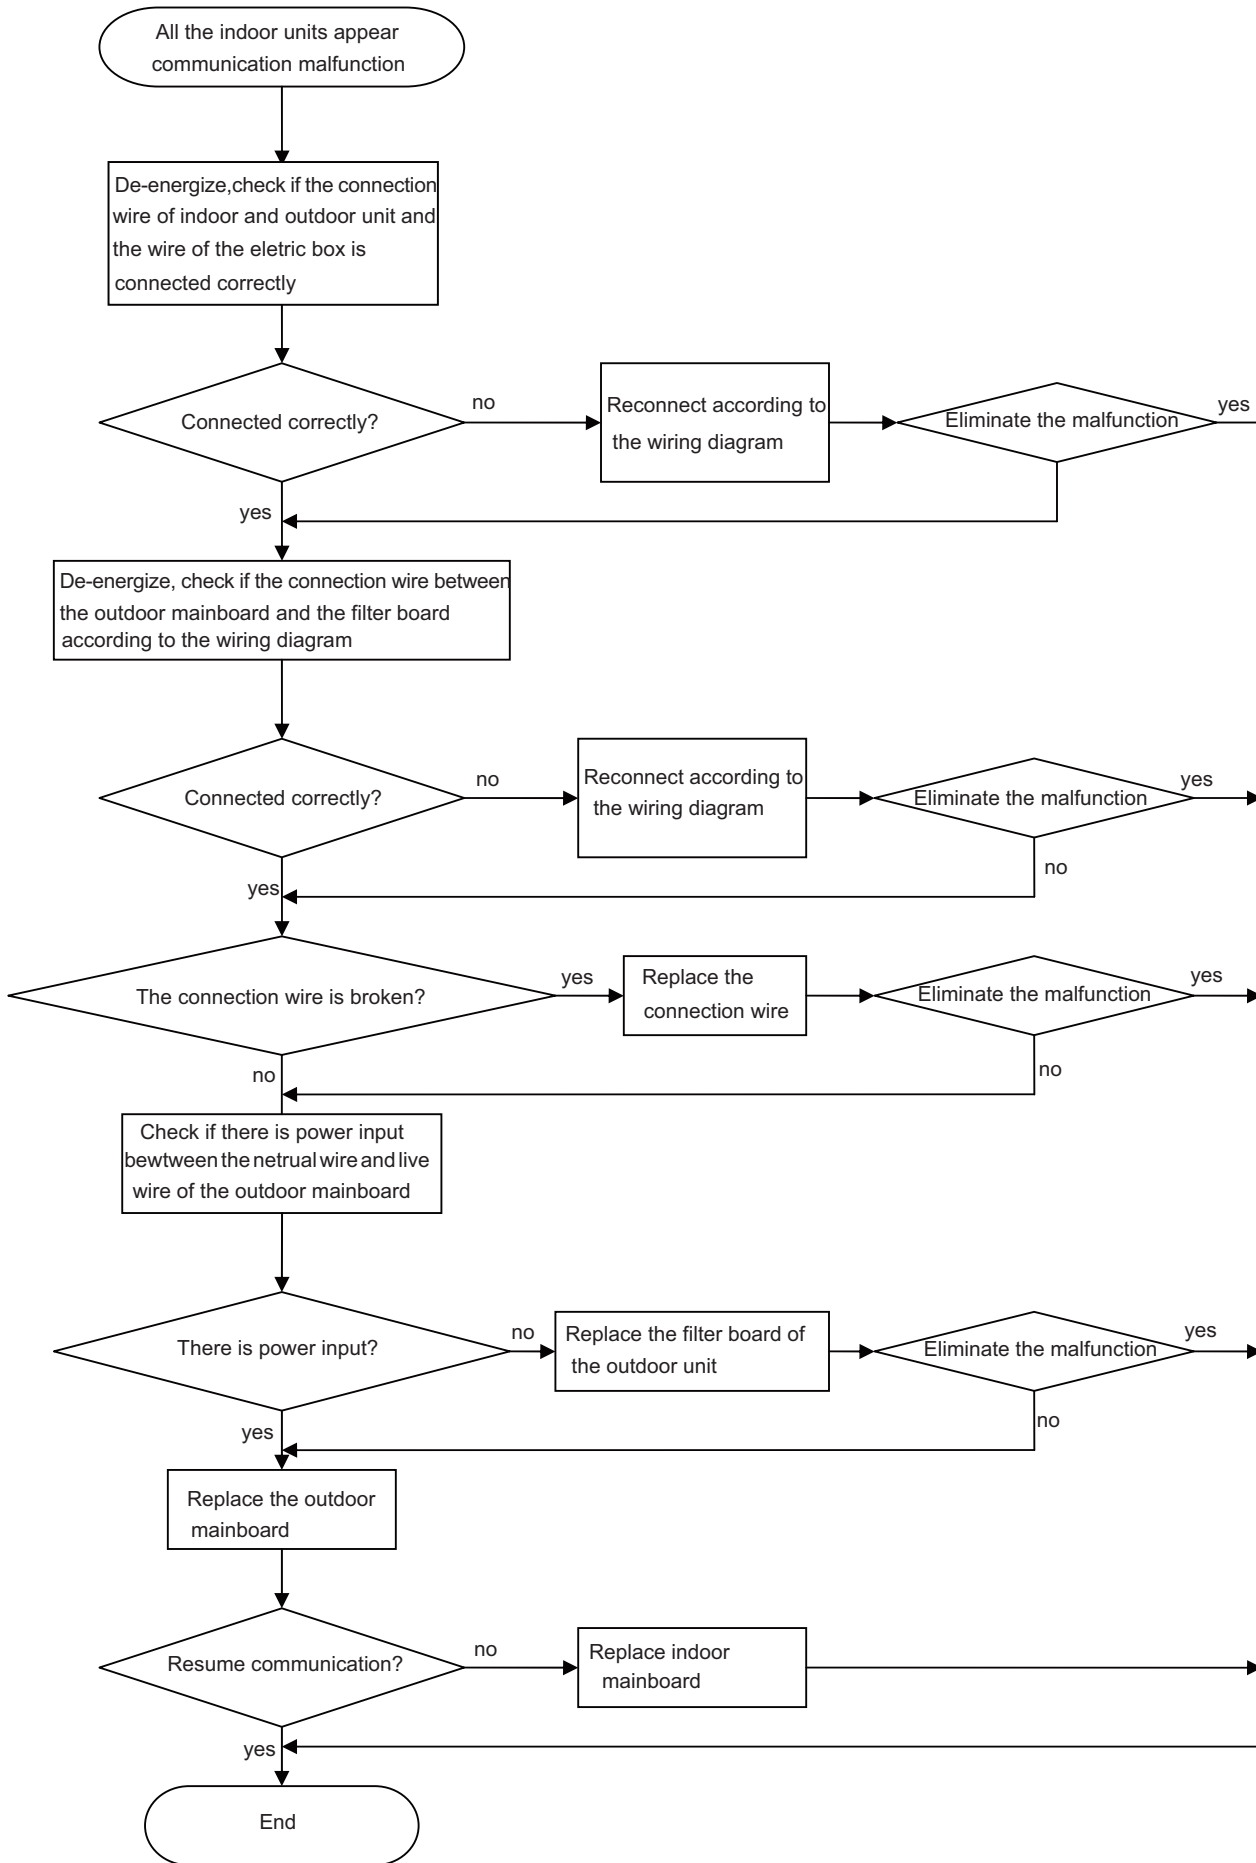 All the indoor units appear
communication malfunction
De-energize,check if the connection
wire of indoor and outdoor unit and
the wire of the eletric box is
connected correctly
Connected correctly?
no
Reconnect according to
the wiring diagram
Eliminate the malfunction
yes
yes
De-energize, check if the connection wire between
the outdoor mainboard and the filter board
according to the wiring diagram
Connected correctly?
no
Reconnect according to
the wiring diagram
Eliminate the malfunction
yes
no
yes
The connection wire is broken?
yes
Replace the
connection wire
Eliminate the malfunction
yes
no
no
Check if there is power input
bewtween the netrual wire and live
wire of the outdoor mainboard
There is power input?
no
Replace the filter board of
the outdoor unit
Eliminate the malfunction
yes
no
yes
Replace the outdoor
mainboard
Resume communication?
no
Replace indoor
mainboard
yes
End